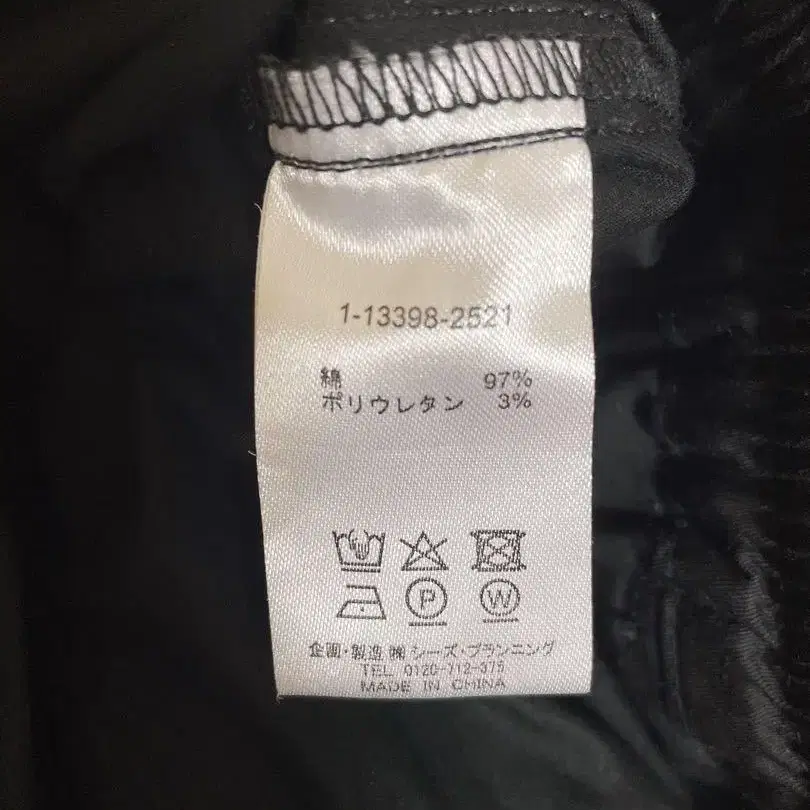 1-13398-2521
綿 97%
ポリウレタン 3%
P W
企画・製造 ㈱ シーズ・プランニング
TEL 0120-712-375
MADE IN CHINA